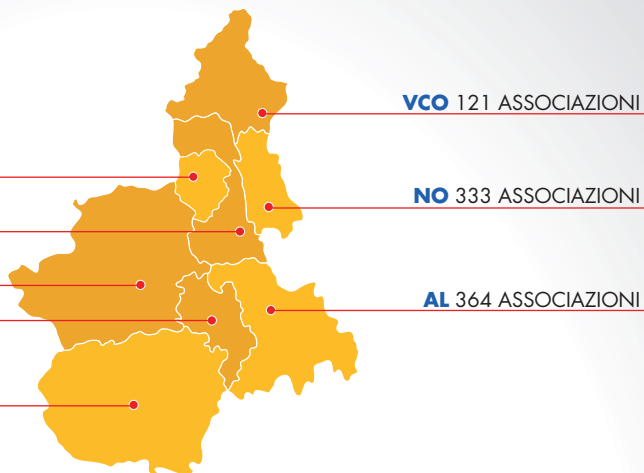 VCO 121 ASSOCIAZIONI
NO 333 ASSOCIAZIONI
AL 364 ASSOCIAZIONI